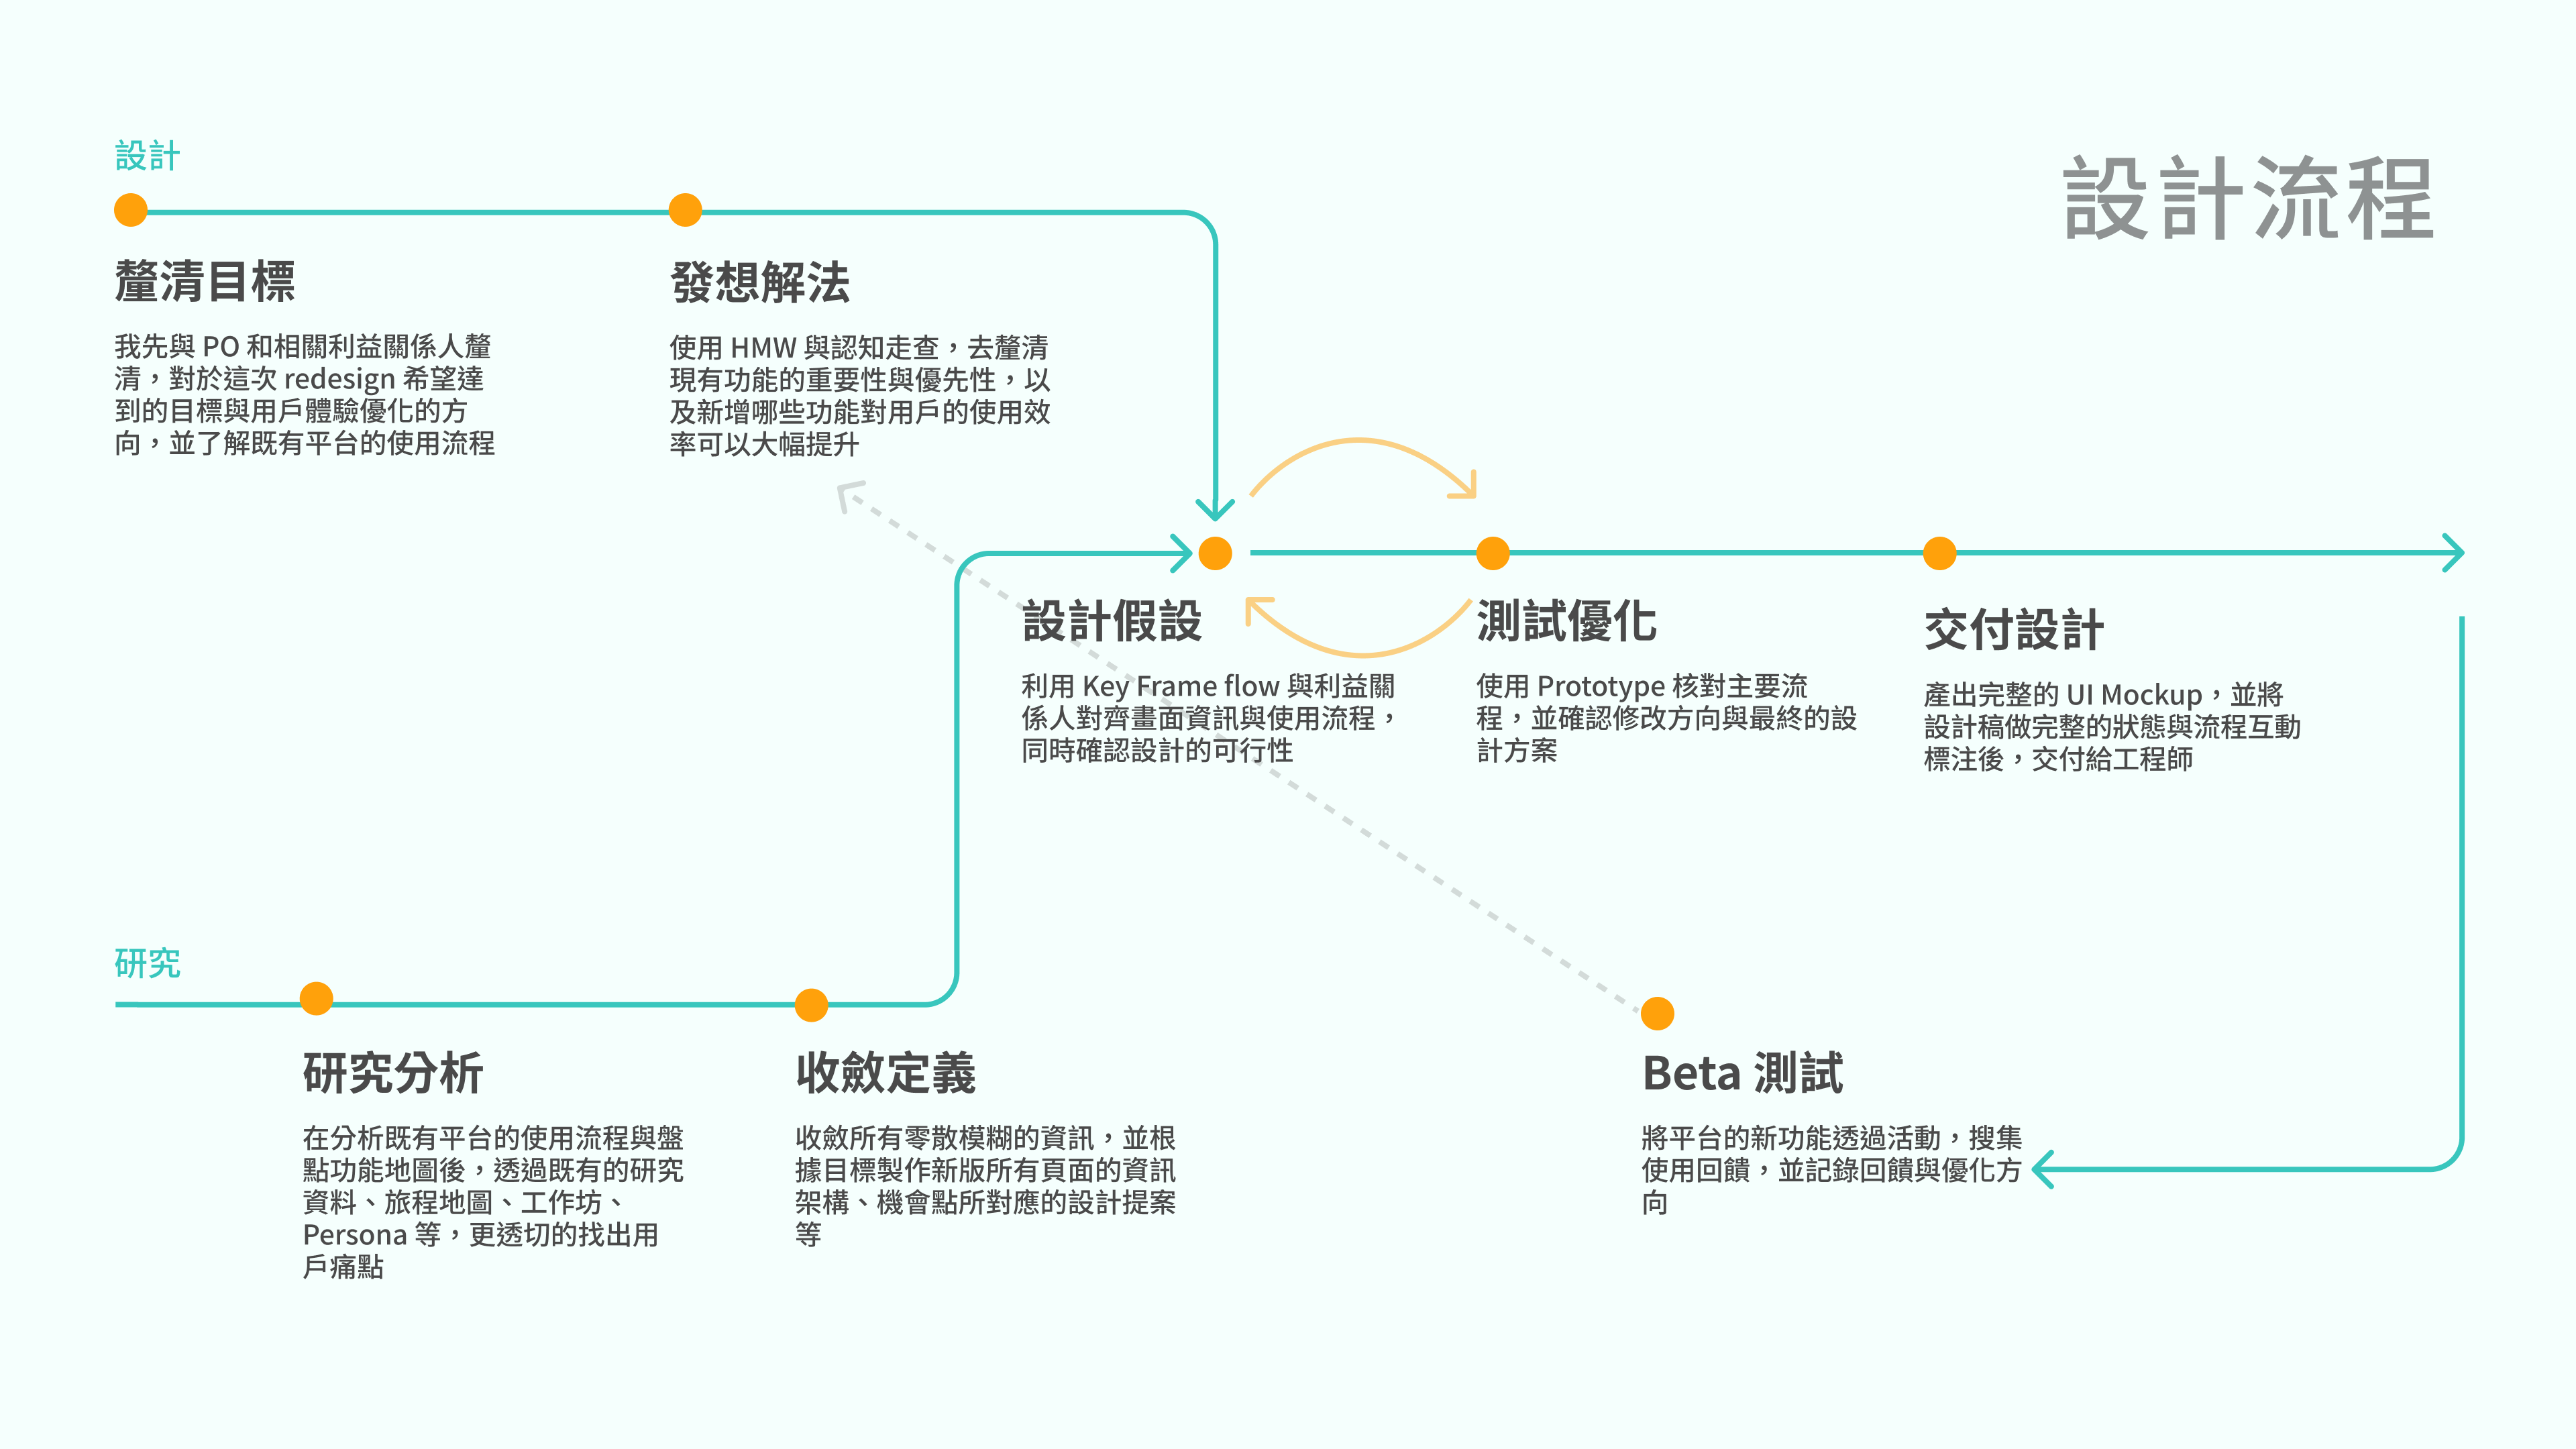 設計流程
設計
釐清目標
我先與 PO 和相關利益關係人釐
清，對於這次 redesign 希望達
到的目標與用戶體驗優化的方
向，並了解既有平台的使用流程
發想解法
使用 HMW 與認知走查，去釐清
現有功能的重要性與優先性，以
及新增哪些功能對用戶的使用效
率可以大幅提升
設計假設
利用 Key Frame flow 與利益關
係人對齊畫面資訊與使用流程，
同時確認設計的可行性
測試優化
使用 Prototype 核對主要流
程，並確認修改方向與最終的設
計方案
交付設計
產出完整的 UI Mockup，並將
設計稿做完整的狀態與流程互動
標注後，交付給工程師
研究
研究分析
在分析既有平台的使用流程與盤
點功能地圖後，透過既有的研究
資料、旅程地圖、工作坊、
Persona 等，更透切的找出用
戶痛點
收斂定義
收斂所有零散模糊的資訊，並根
據目標製作新版所有頁面的資訊
架構、機會點所對應的設計提案
等
Beta 測試
將平台的新功能透過活動，搜集
使用回饋，並記錄回饋與優化方
向